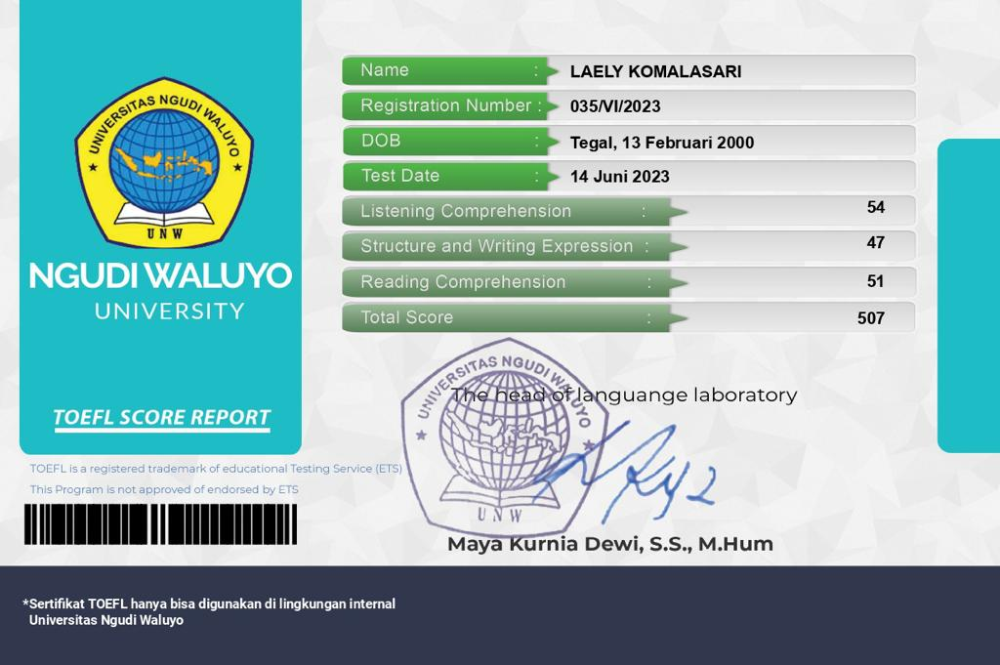 UNIVERSITAS NGUDI WALUYO
UNW
NGUDI WALUYO
UNIVERSITY
TOEFL SCORE REPORT
TOEFL is a registered trademark of educational Testing Service (ETS)
This Program is not approved of endorsed by ETS
Name : LAELY KOMALASARI
Registration Number : 035/VI/2023
DOB : Tegal, 13 Februari 2000
Test Date : 14 Juni 2023
Listening Comprehension : 54
Structure and Writing Expression : 47
Reading Comprehension : 51
Total Score : 507
UNIVERSITAS NGUDI WALUYO
UNW
The head of languange laboratory
Maya Kurnia Dewi, S.S., M.Hum
*Sertifikat TOEFL hanya bisa digunakan di lingkungan internal
Universitas Ngudi Waluyo